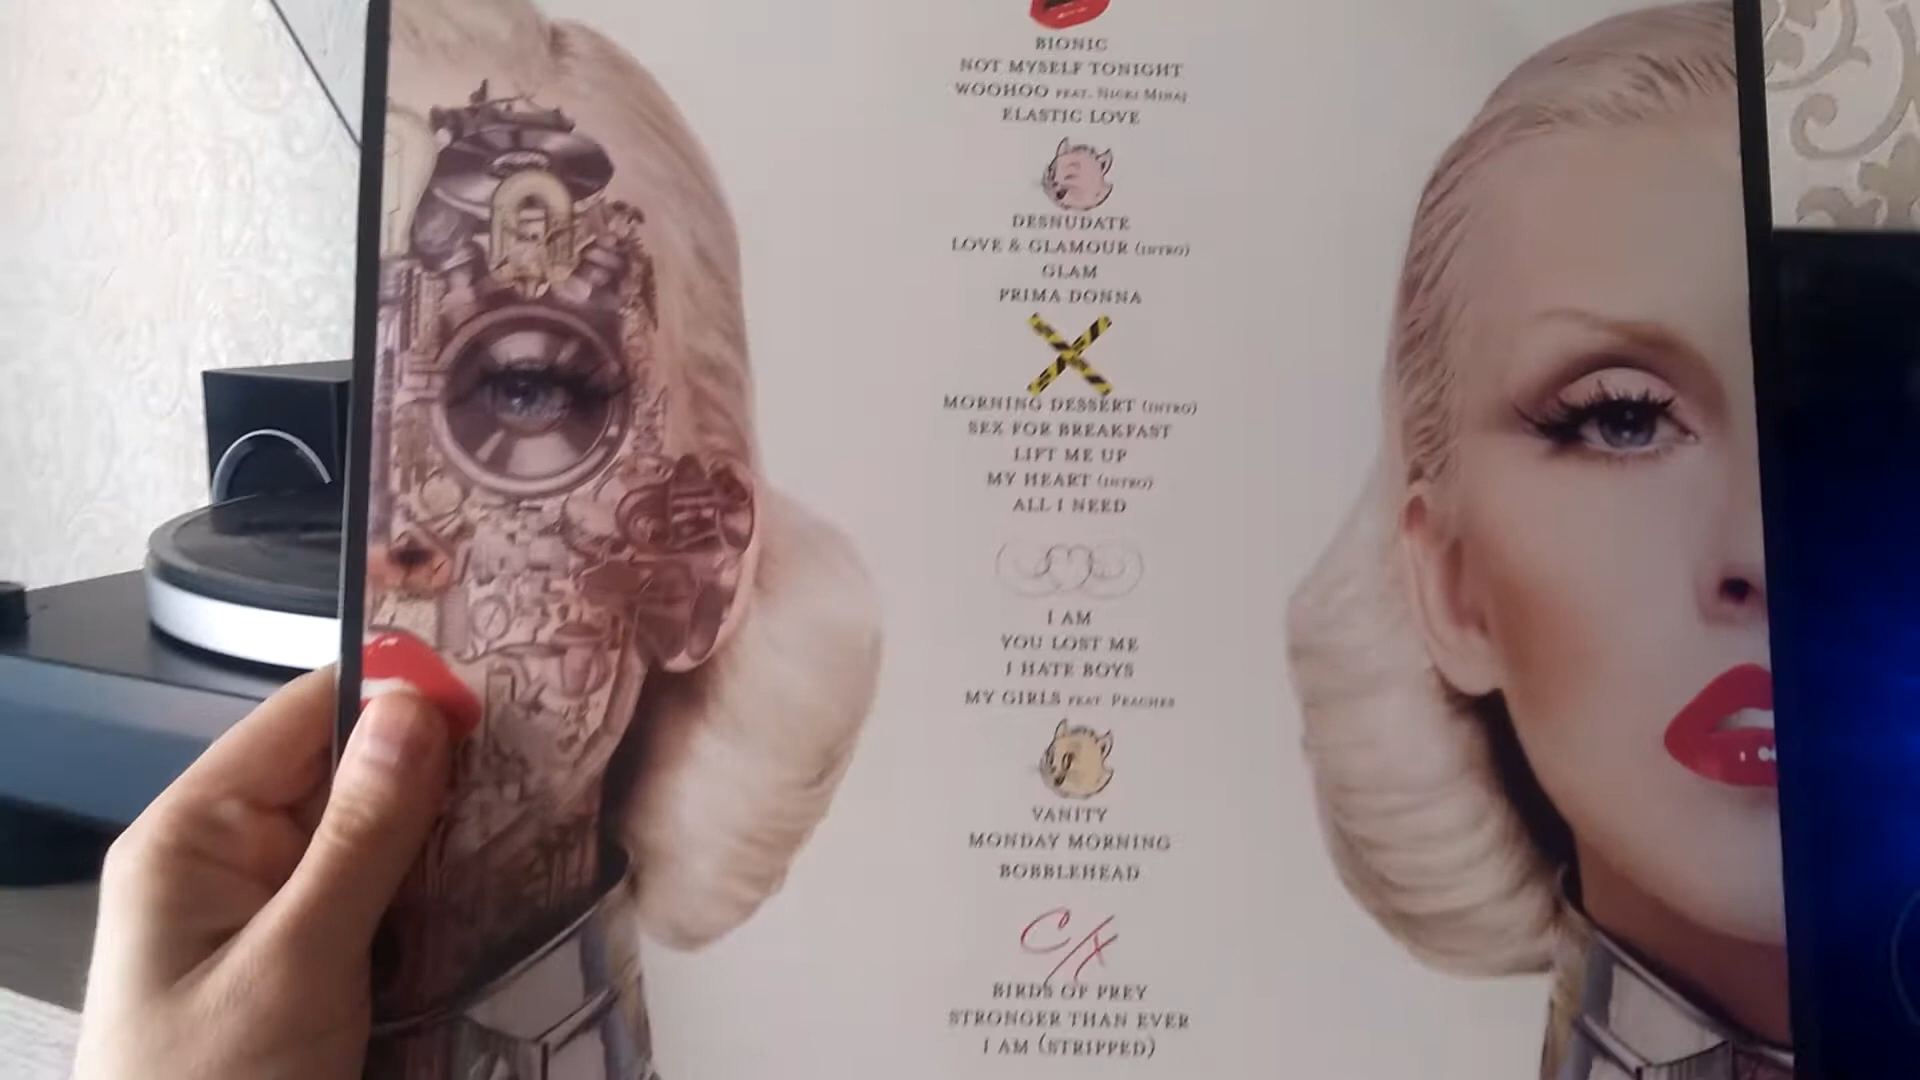 BIONIC
NOT MYSELF TONIGHT
WOOHOO FEAT. NICKI MINAJ
ELASTIC LOVE
DESNUDATE
LOVE & GLAMOUR (INTRO)
GLAM
PRIMA DONNA
MORNING DESSERT (INTRO)
SEX FOR BREAKFAST
LIFT ME UP
MY HEART (INTRO)
ALL I NEED
I AM
YOU LOST ME
I HATE BOYS
MY GIRLS FEAT. PEACHES
VANITY
MONDAY MORNING
BOBBLEHEAD
C/X
BIRDS OF PREY
STRONGER THAN EVER
I AM (STRIPPED)